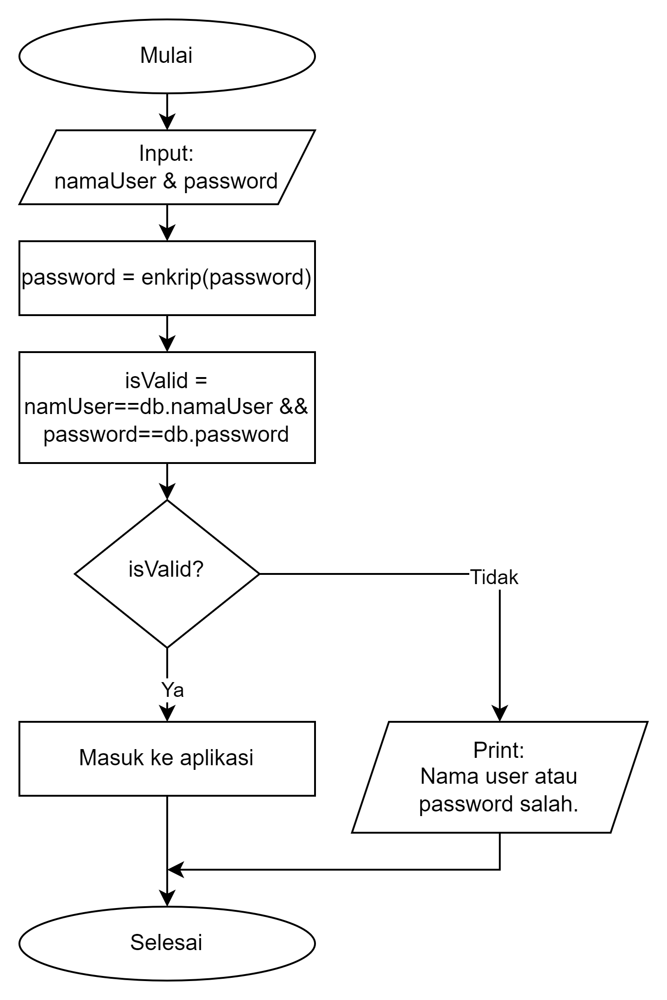 Mulai
Input:
namaUser & password
password = enkrip(password)
isValid =
namUser==db.namaUser &&
password==db.password
isValid?
Tidak
Ya
Masuk ke aplikasi
Print:
Nama user atau
password salah.
Selesai